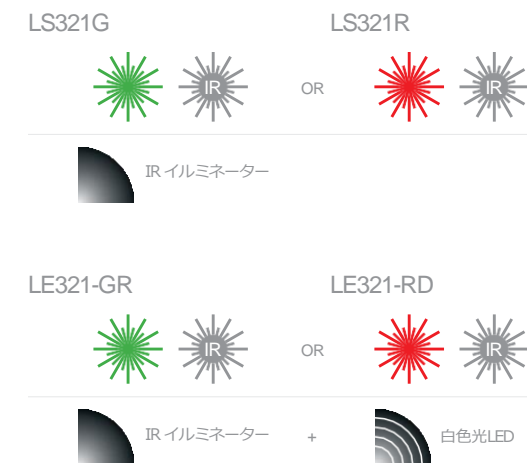 LS321G LS321R
IR OR IR
IR イルミネーター
LE321-GR LE321-RD
IR OR IR
IR イルミネーター + 白色光LED